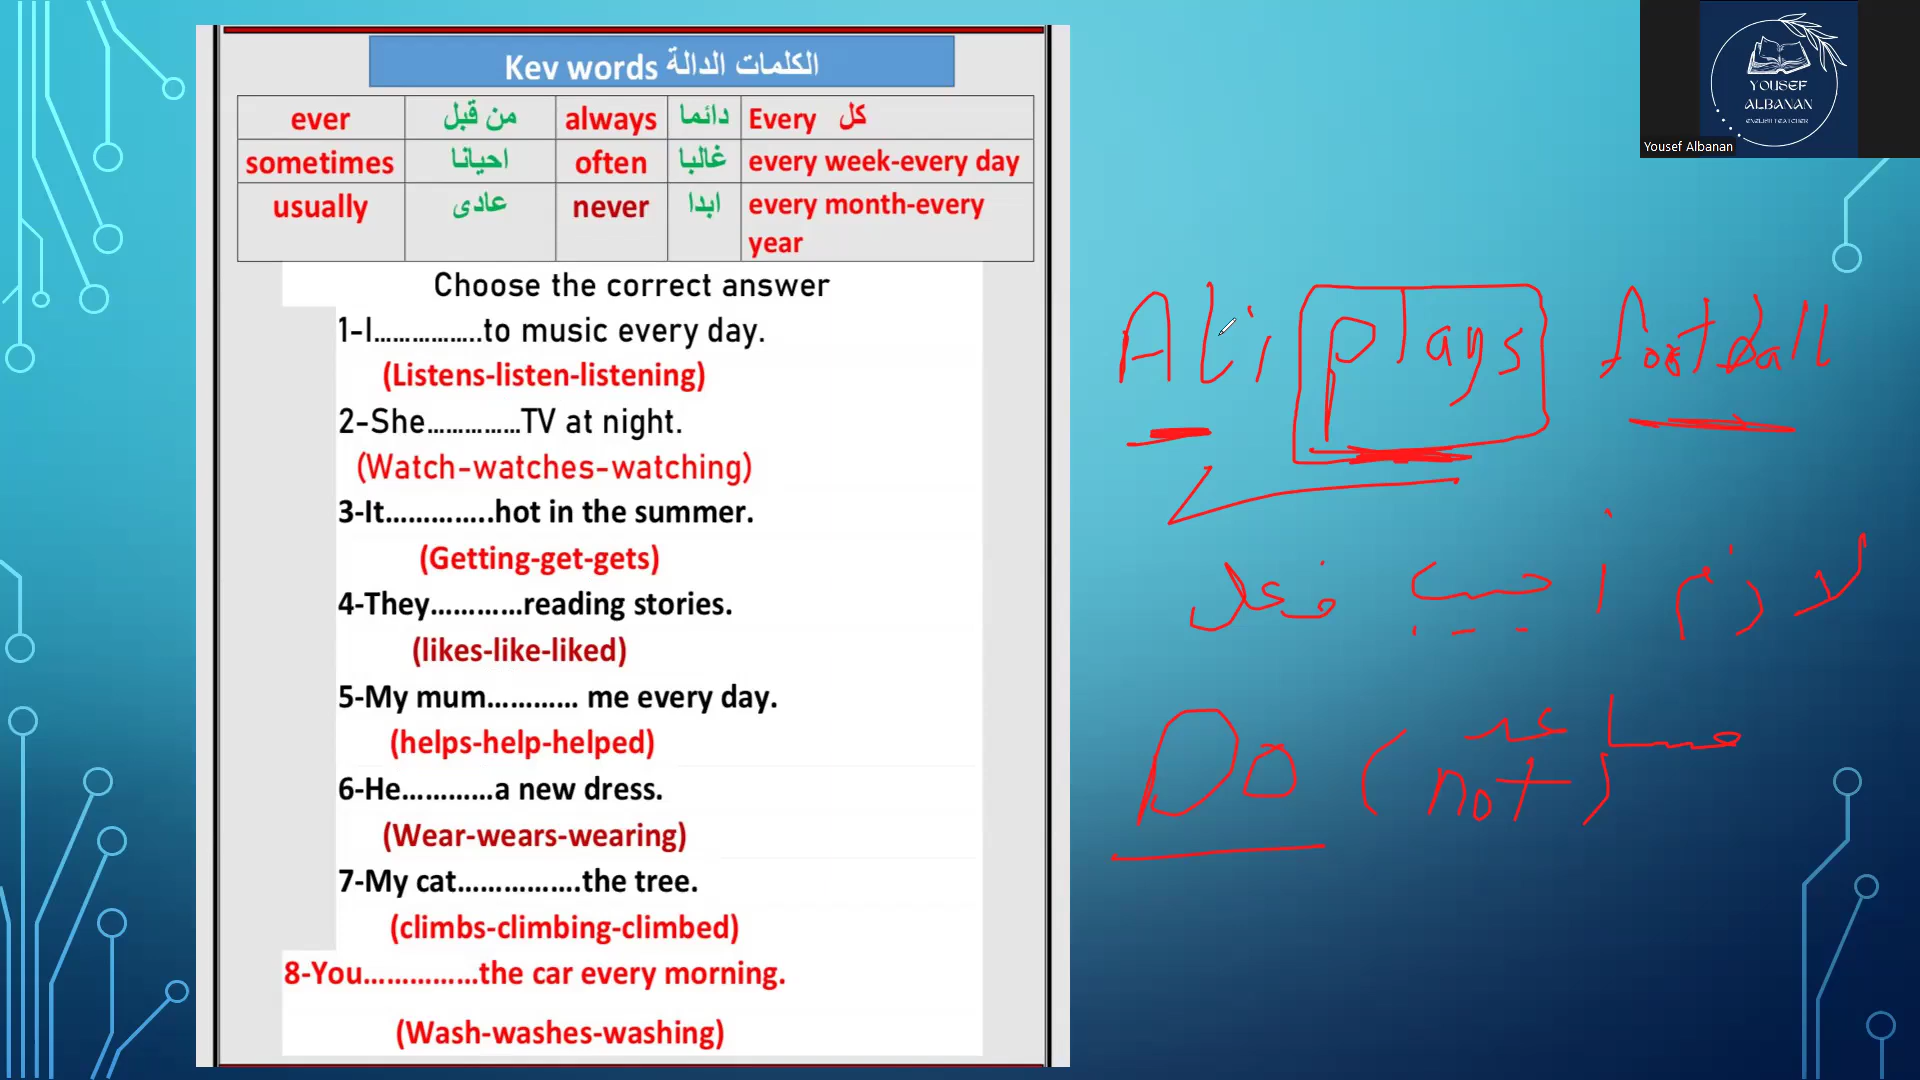 Kev words الكلمات الدالة
ever من قبل always دائما Every كل
sometimes احيانا often غالبا every week-every day
usually عادى never ابدا every month-every
year
Choose the correct answer
1-I……………..to music every day.
(Listens-listen-listening)
2-She……………TV at night.
(Watch-watches-watching)
3-It…………..hot in the summer.
(Getting-get-gets)
4-They…………reading stories.
(likes-like-liked)
5-My mum………… me every day.
(helps-help-helped)
6-He…………a new dress.
(Wear-wears-wearing)
7-My cat…………….the tree.
(climbs-climbing-climbed)
8-You……………the car every morning.
(Wash-washes-washing)
Ali plays football
لازم أجيب فعل
مساعد
Do (not)
YOUSEF
ALBANAN
ENGLISH TEACHER
Yousef Albanan